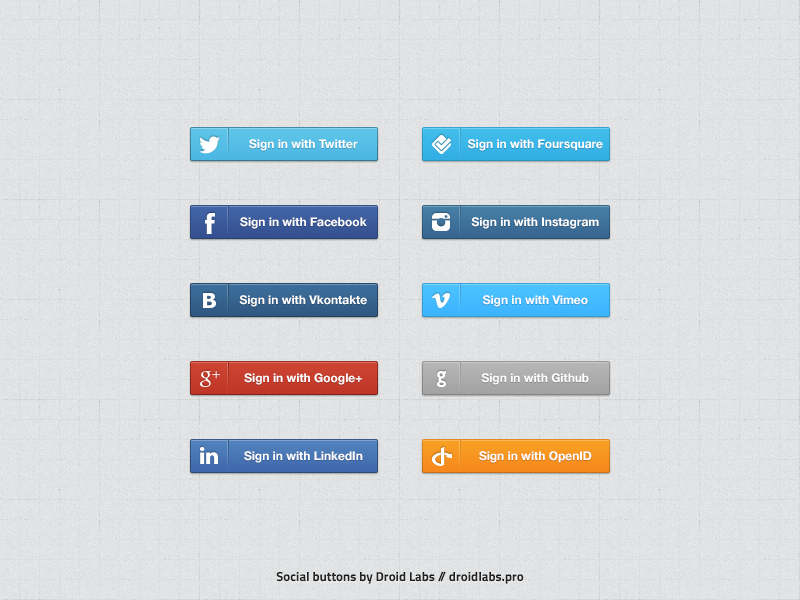 Sign in with Twitter
Sign in with Foursquare
f
Sign in with Facebook
Sign in with Instagram
B
Sign in with Vkontakte
Sign in with Vimeo
g+
Sign in with Google+
g
Sign in with Github
in
Sign in with LinkedIn
Sign in with OpenID
Social buttons by Droid Labs // droidlabs.pro